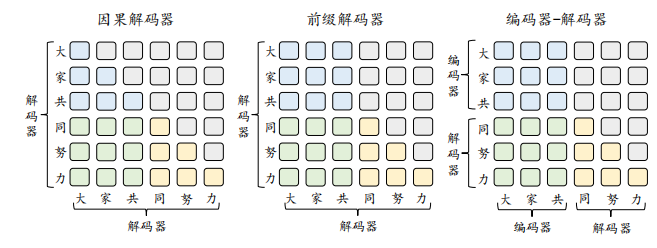 因果解码器
前缀解码器
编码器-解码器
解码器
大
家
共
同
努
力
大 家 共 同 努 力
解码器
解码器
大
家
共
同
努
力
大 家 共 同 努 力
解码器
编码器
解码器
大
家
共
同
努
力
大 家 共 同 努 力
编码器 解码器